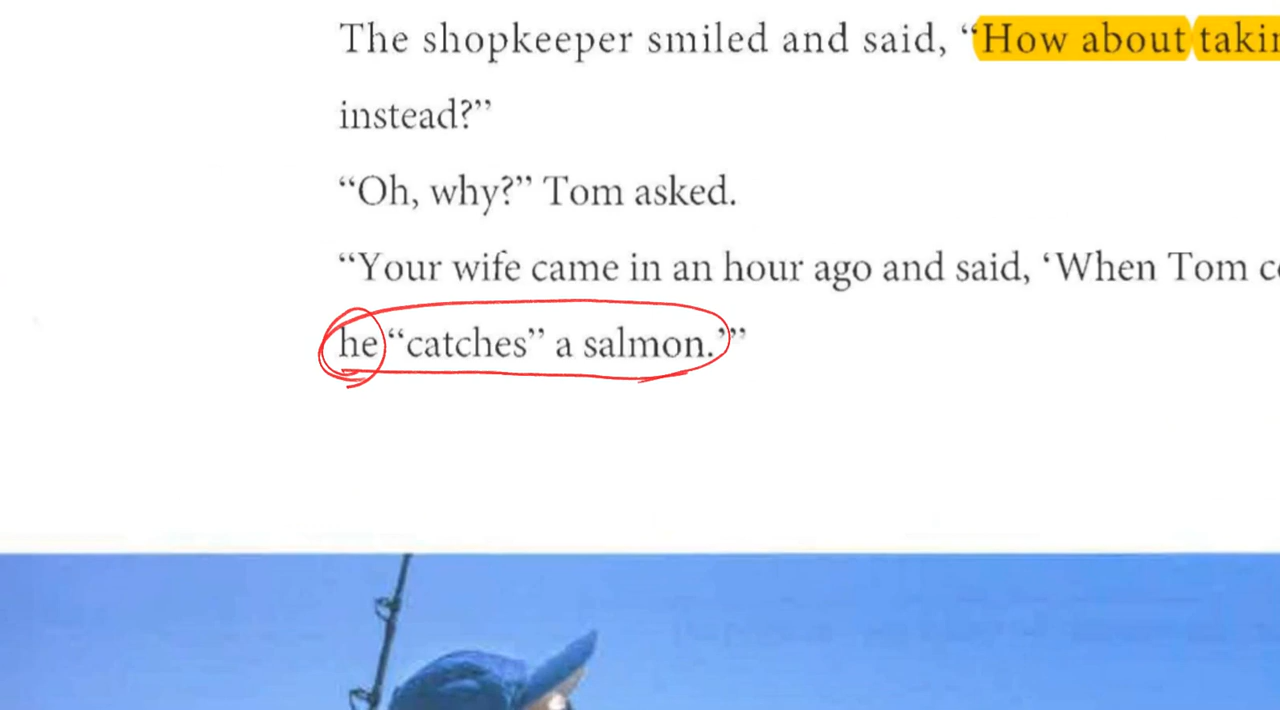 The shopkeeper smiled and said, “How about
instead?”
“Oh, why?” Tom asked.
“Your wife came in an hour ago and said, ‘When Tom
he “catches” a salmon.’”